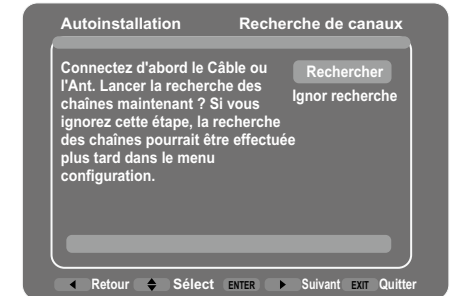 Autoinstallation Recherche de canaux
Connectez d'abord le Câble ou
l'Ant. Lancer la recherche des
chaînes maintenant ? Si vous
ignorez cette étape, la recherche
des chaînes pourrait être effectuée
plus tard dans le menu
configuration.
Rechercher
Ignor recherche
Retour Sélect ENTER Suivant EXIT Quitter